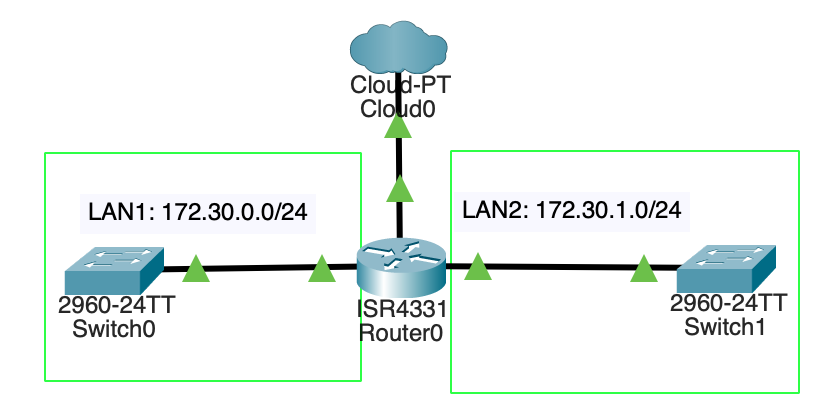 Cloud-PT
Cloud0
LAN1: 172.30.0.0/24
LAN2: 172.30.1.0/24
2960-24TT
Switch0
ISR4331
Router0
2960-24TT
Switch1